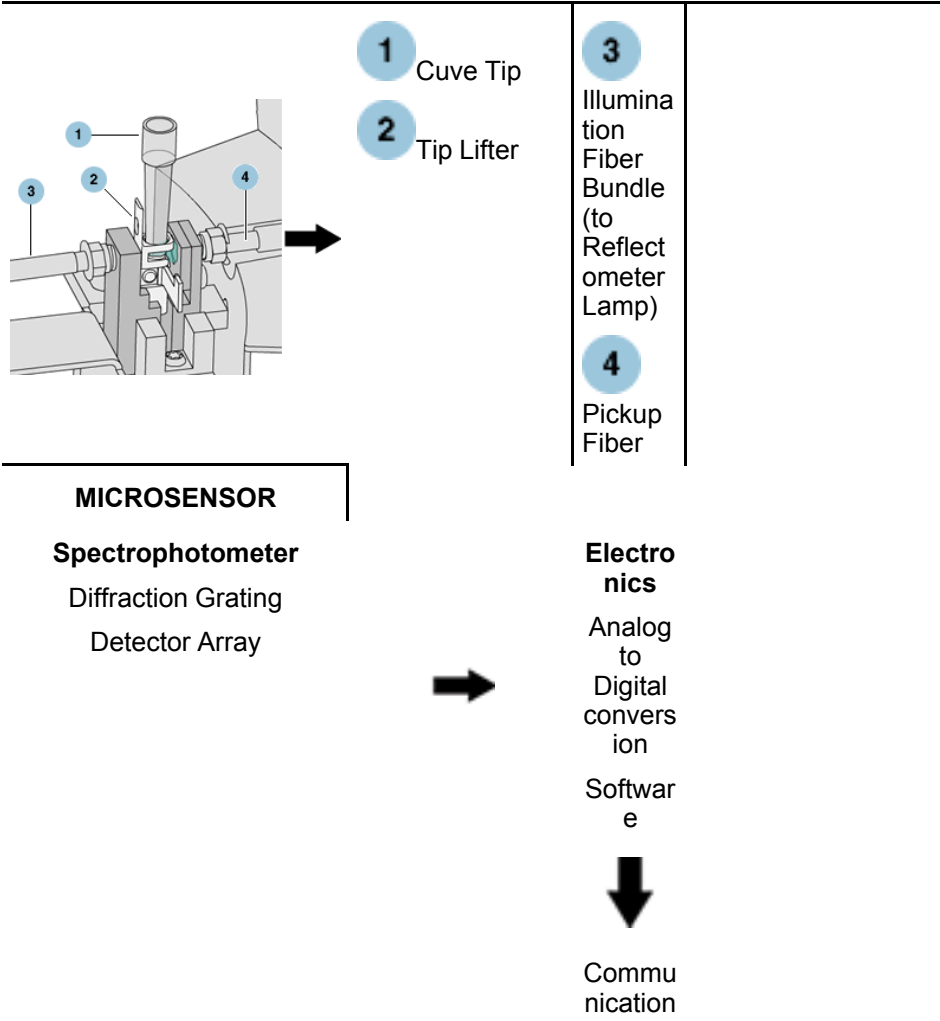 1
2
3
4
1
Cuve Tip
2
Tip Lifter
3
Illumina
tion
Fiber
Bundle
(to
Reflect
ometer
Lamp)
4
Pickup
Fiber
MICROSENSOR
Spectrophotometer
Diffraction Grating
Detector Array
Electro
nics
Analog
to
Digital
convers
ion
Softwar
e
Commu
nication